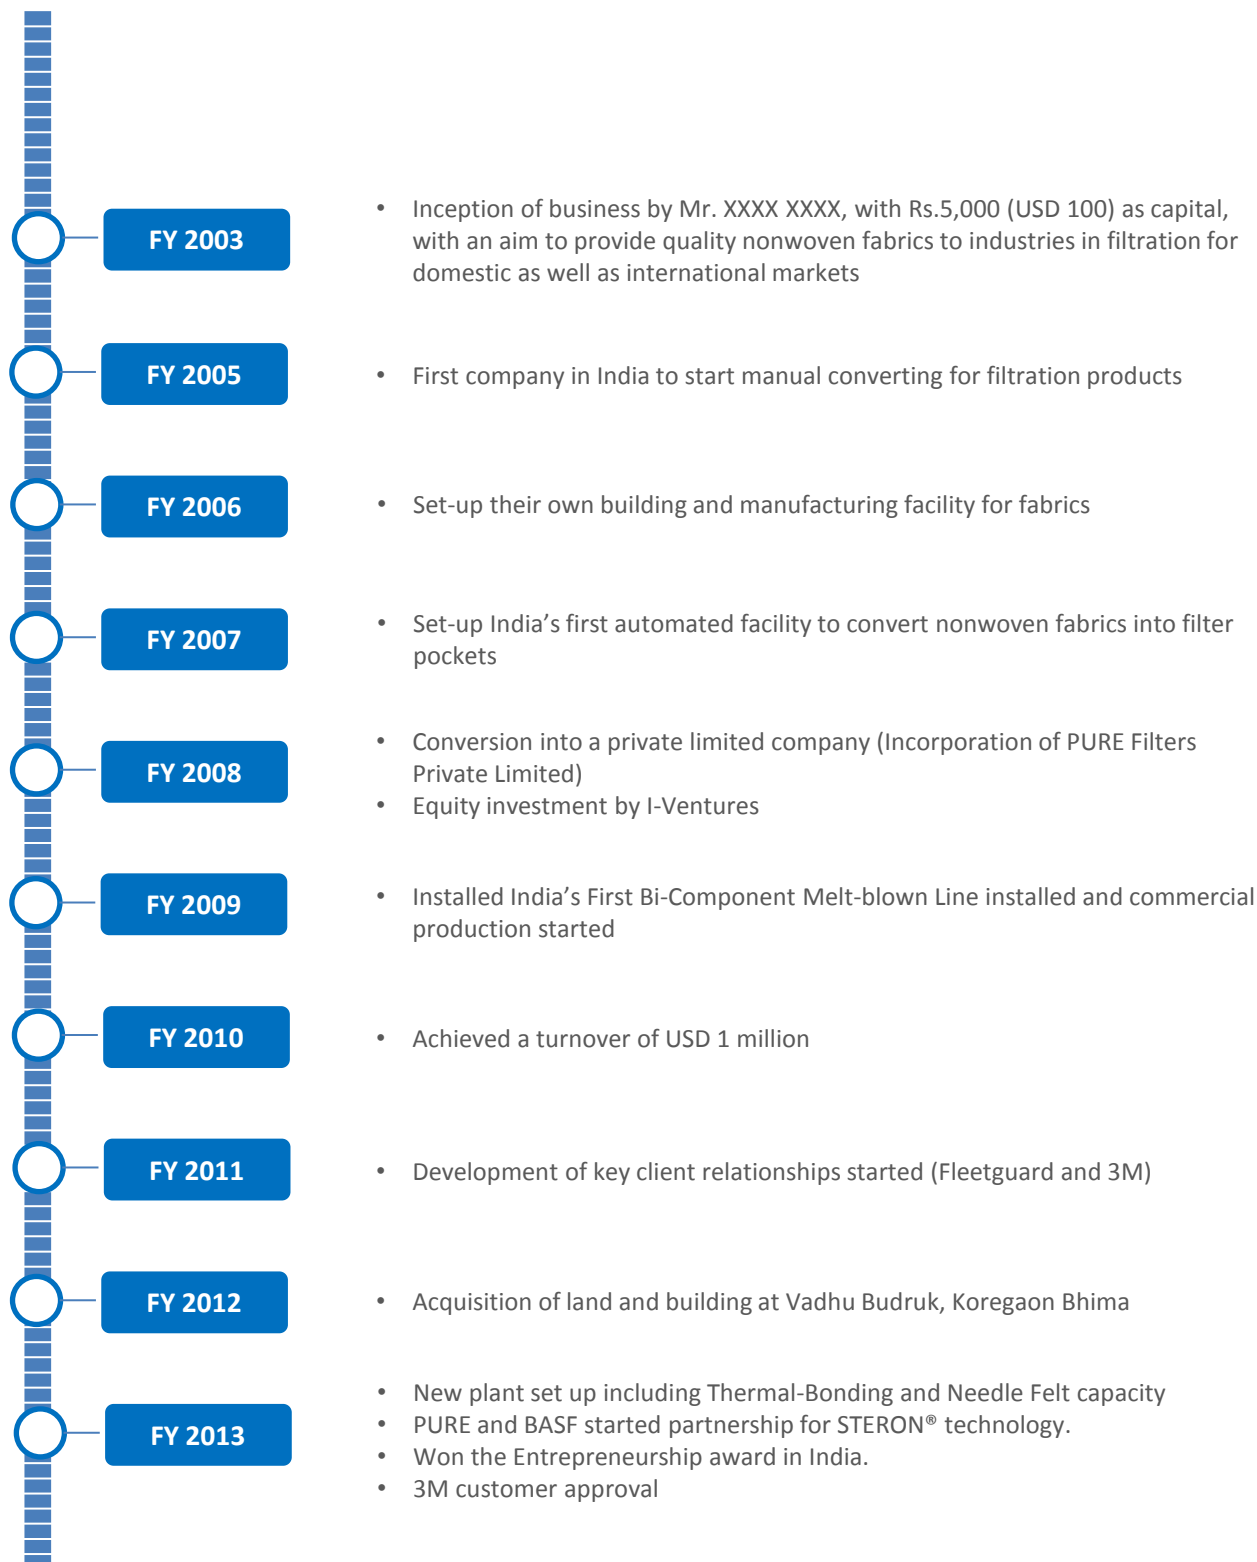 FY 2003
• Inception of business by Mr. XXXX XXXX, with Rs.5,000 (USD 100) as capital,
with an aim to provide quality nonwoven fabrics to industries in filtration for
domestic as well as international markets
FY 2005
• First company in India to start manual converting for filtration products
FY 2006
• Set-up their own building and manufacturing facility for fabrics
FY 2007
• Set-up India’s first automated facility to convert nonwoven fabrics into filter
pockets
FY 2008
• Conversion into a private limited company (Incorporation of PURE Filters
Private Limited)
• Equity investment by I-Ventures
FY 2009
• Installed India’s First Bi-Component Melt-blown Line installed and commercial
production started
FY 2010
• Achieved a turnover of USD 1 million
FY 2011
• Development of key client relationships started (Fleetguard and 3M)
FY 2012
• Acquisition of land and building at Vadhu Budruk, Koregaon Bhima
FY 2013
• New plant set up including Thermal-Bonding and Needle Felt capacity
• PURE and BASF started partnership for STERON® technology.
• Won the Entrepreneurship award in India.
• 3M customer approval